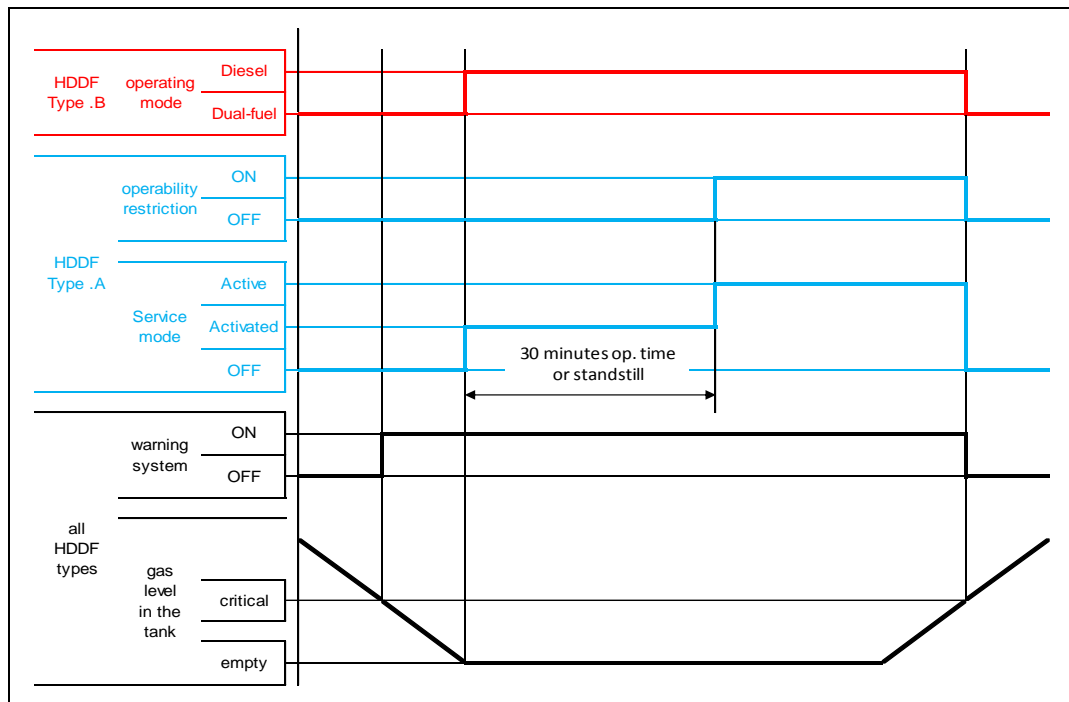 HDDF
Type .B
operating
mode
Diesel
Dual-fuel
HDDF
Type .A
operability
restriction
ON
OFF
Service
mode
Active
Activated
OFF
30 minutes op. time
or standstill
all
HDDF
types
warning
system
ON
OFF
gas
level
in the
tank
critical
empty